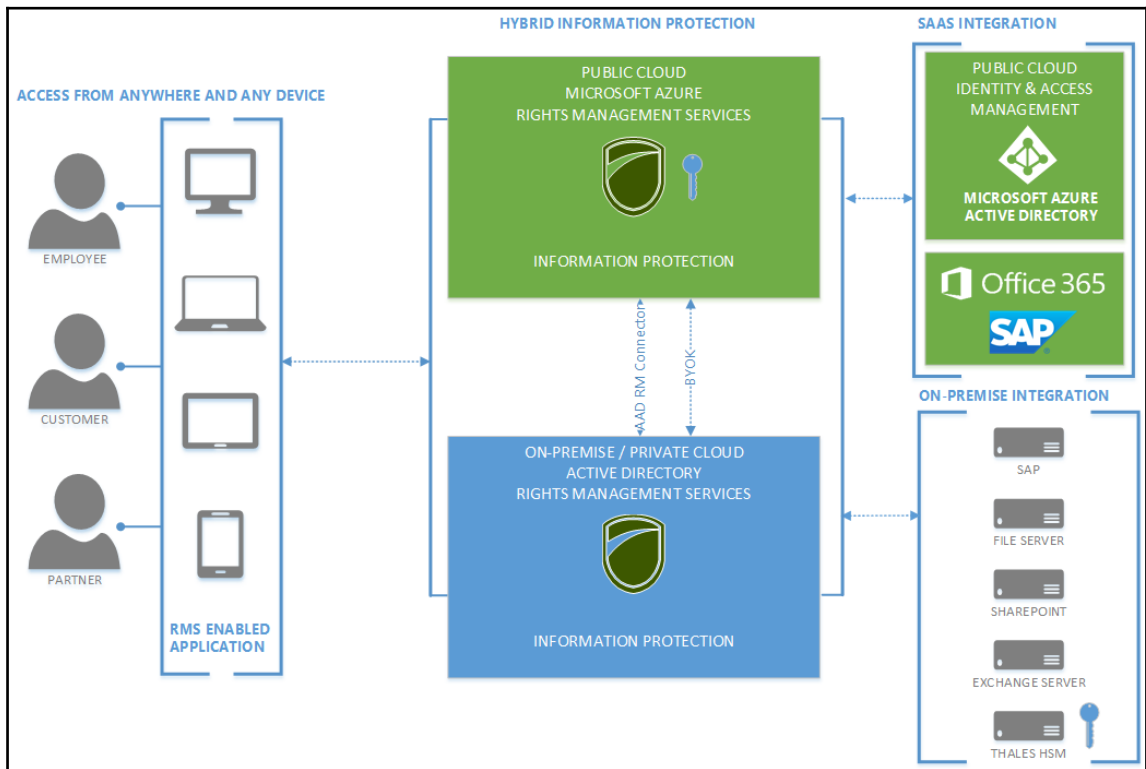 HYBRID INFORMATION PROTECTION
SAAS INTEGRATION
ACCESS FROM ANYWHERE AND ANY DEVICE
EMPLOYEE
CUSTOMER
PARTNER
RMS ENABLED
APPLICATION
PUBLIC CLOUD
MICROSOFT AZURE
RIGHTS MANAGEMENT SERVICES
INFORMATION PROTECTION
AAD RM Connector
BYOK
ON-PREMISE / PRIVATE CLOUD
ACTIVE DIRECTORY
RIGHTS MANAGEMENT SERVICES
INFORMATION PROTECTION
PUBLIC CLOUD
IDENTITY & ACCESS
MANAGEMENT
MICROSOFT AZURE
ACTIVE DIRECTORY
Office 365
SAP
ON-PREMISE INTEGRATION
SAP
FILE SERVER
SHAREPOINT
EXCHANGE SERVER
THALES HSM